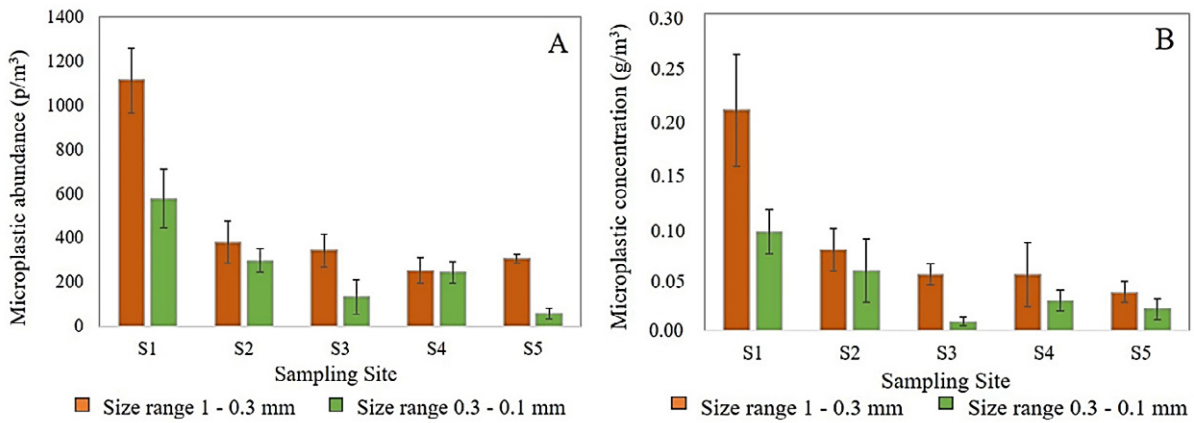 A
Microplastic abundance (p/m³)
1400
1200
1000
800
600
400
200
0
S1 S2 S3 S4 S5
Sampling Site
Size range 1 - 0.3 mm Size range 0.3 - 0.1 mm
B
Microplastic concentration (g/m³)
0.30
0.25
0.20
0.15
0.10
0.05
0.00
S1 S2 S3 S4 S5
Sampling Site
Size range 1 - 0.3 mm Size range 0.3 - 0.1 mm